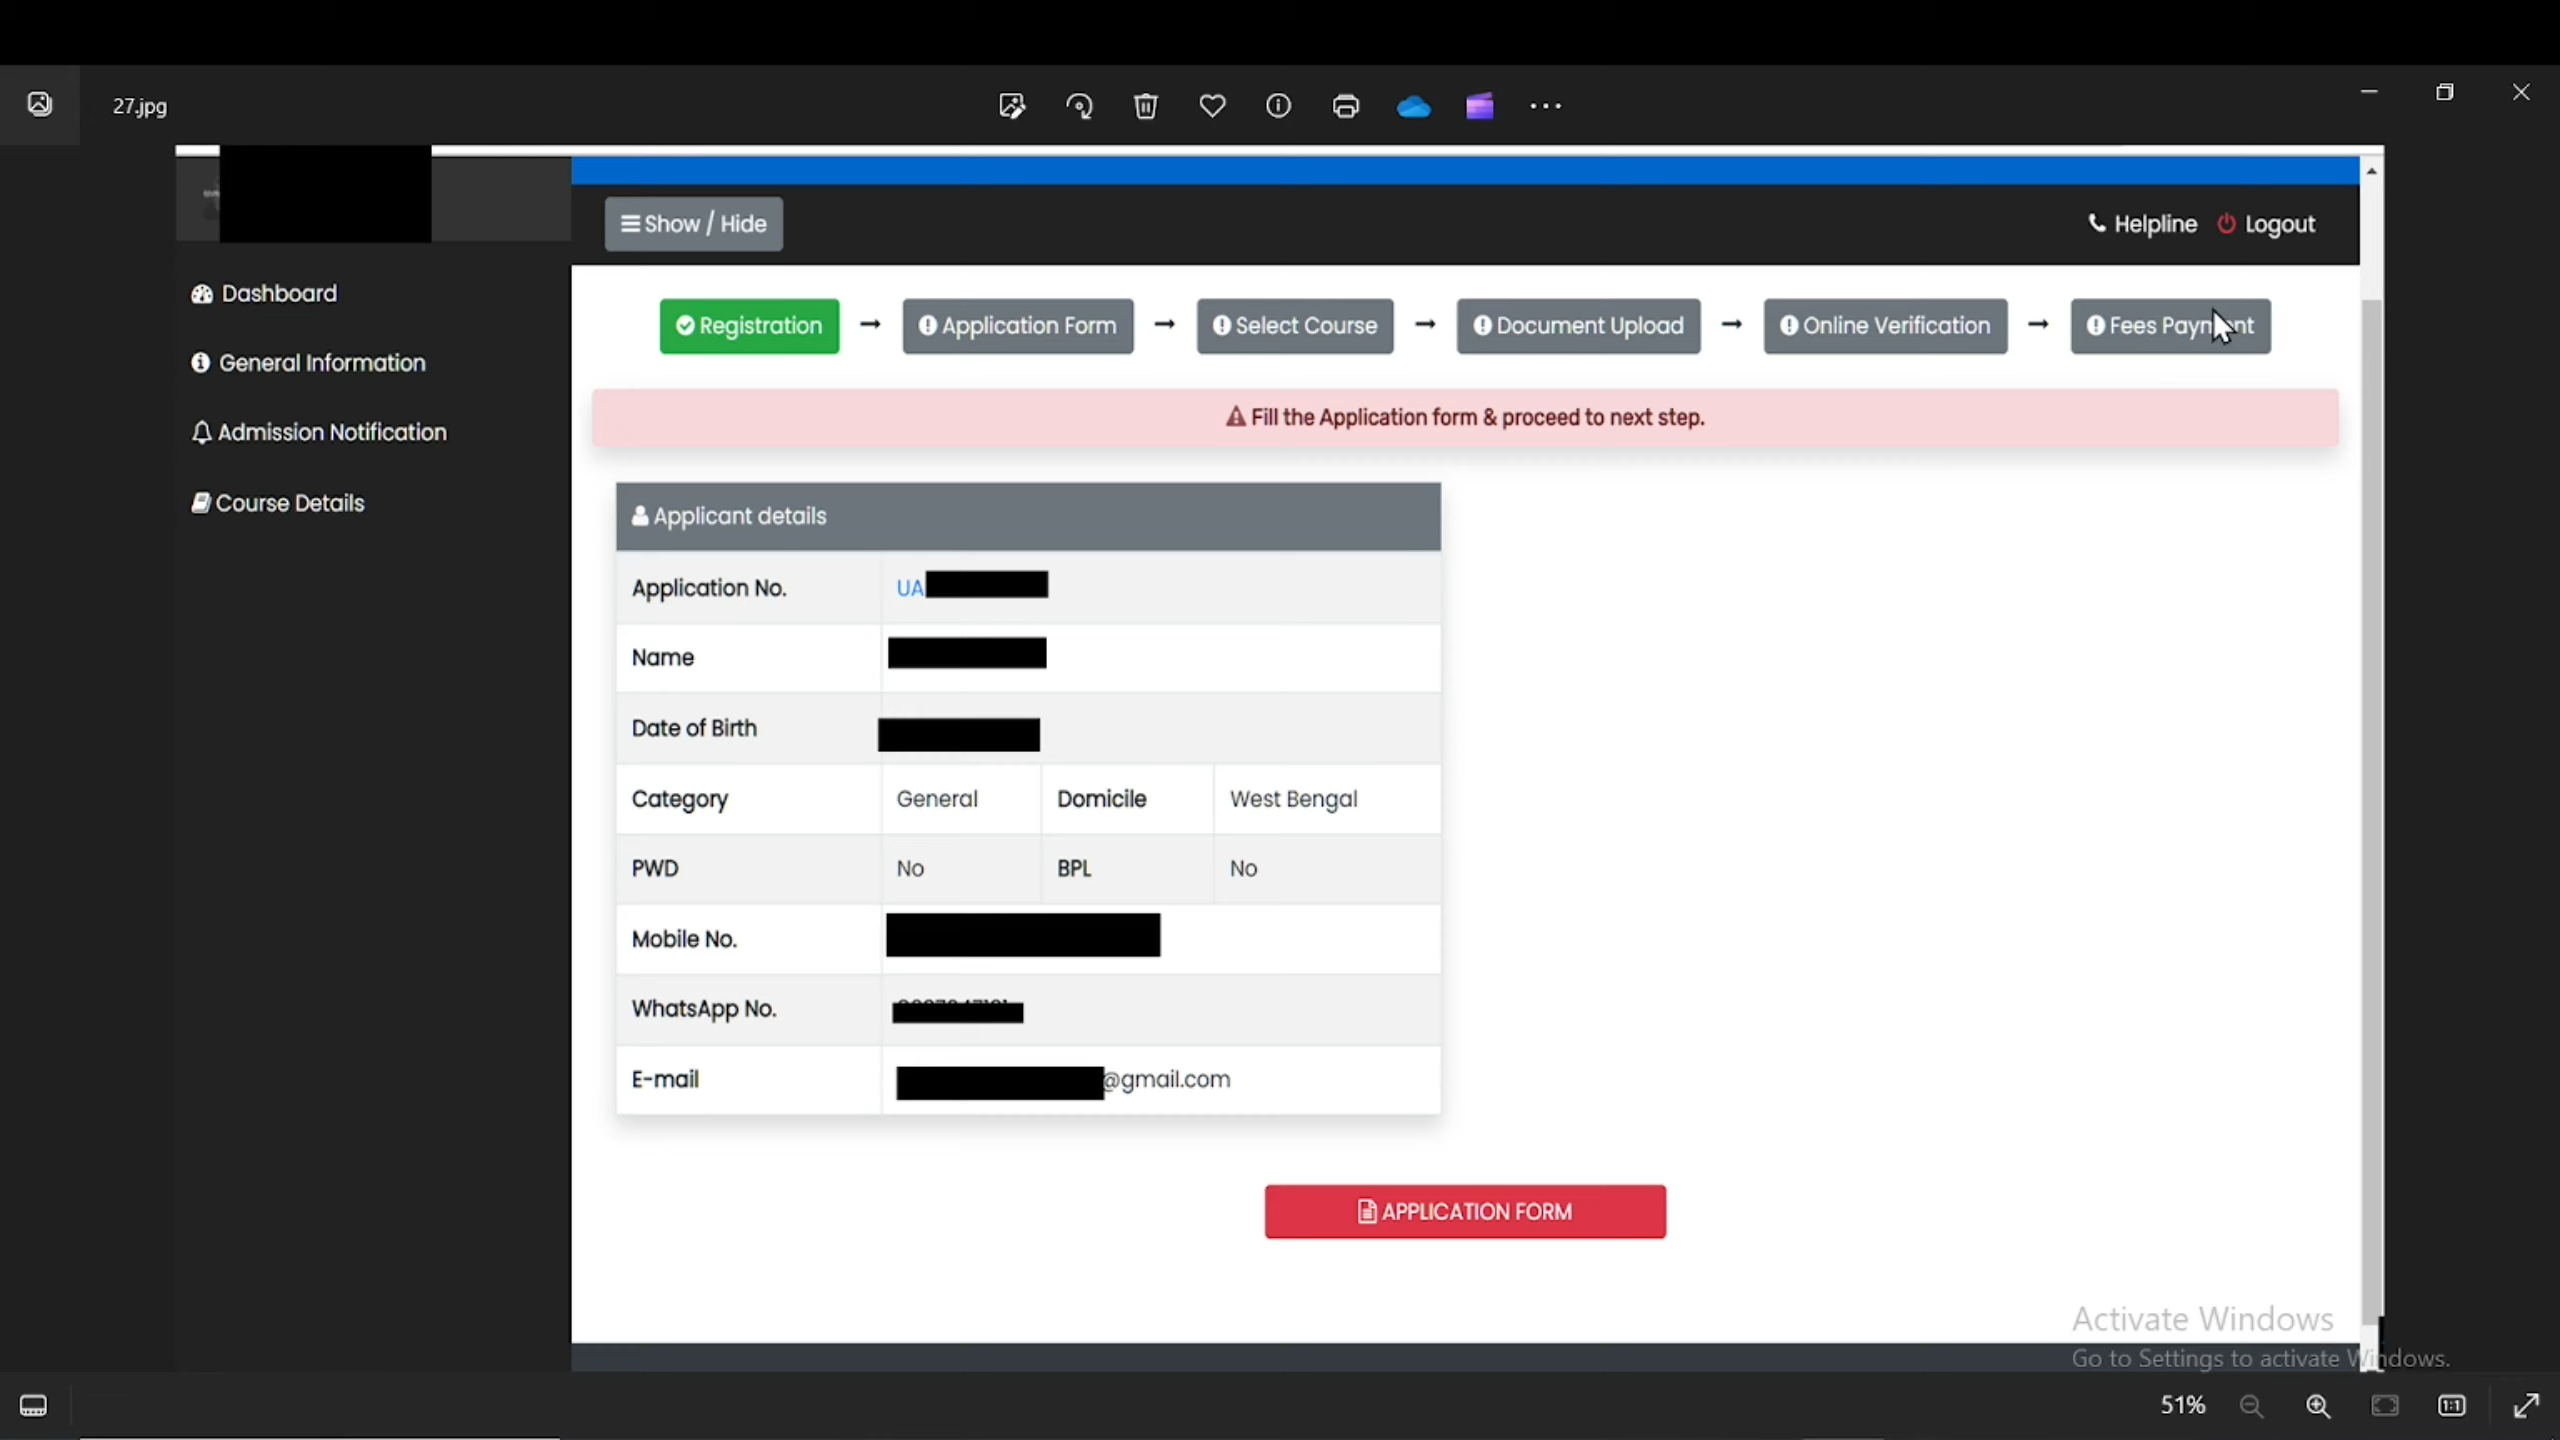 27.jpg
Show / Hide
Helpline Logout
Dashboard
General Information
Admission Notification
Course Details
Registration → Application Form → Select Course → Document Upload → Online Verification → Fees Payment
Fill the Application form & proceed to next step.
Applicant details
Application No. UA
Name
Date of Birth
Category General Domicile West Bengal
PWD No BPL No
Mobile No.
WhatsApp No.
E-mail @gmail.com
APPLICATION FORM
Activate Windows
Go to Settings to activate Windows.
51%